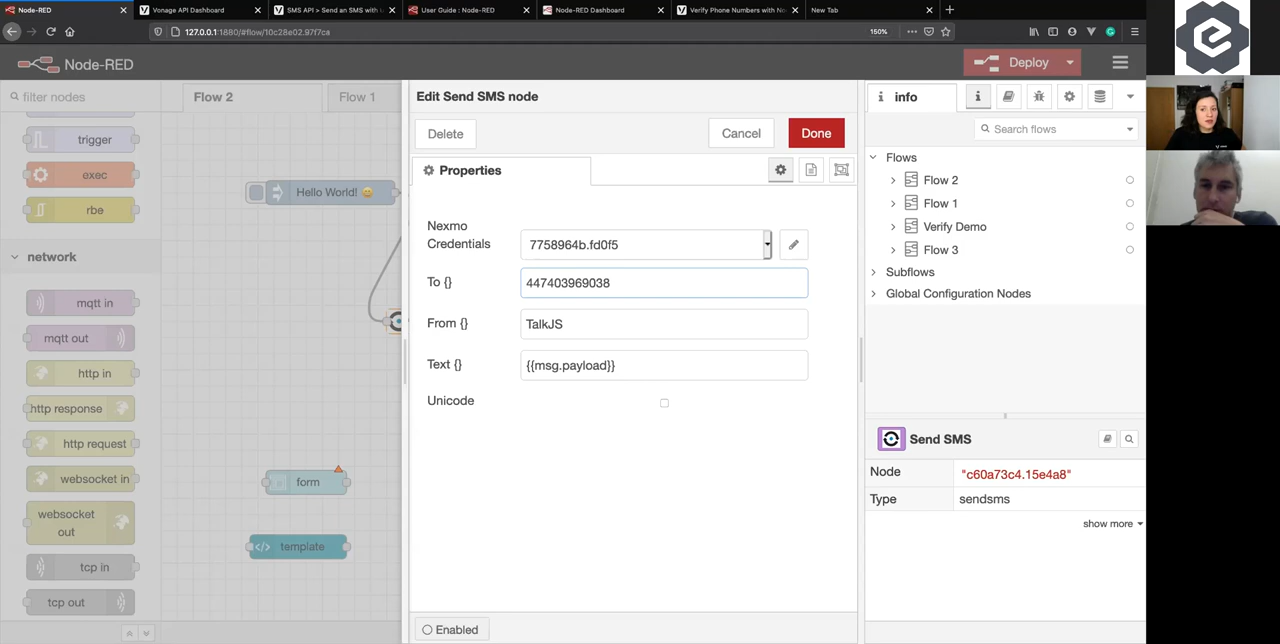 Node-RED
Vonage API Dashboard
SMS API > Send an SMS with
User Guide : Node-RED
Node-RED Dashboard
Verify Phone Numbers with No
New Tab
127.0.0.1:1880/#flow/10c28e02.97f7ca
150%
Node-RED
Deploy
filter nodes
Flow 2
Flow 1
Edit Send SMS node
info
Delete
Cancel
Done
Search flows
trigger
exec
rbe
Properties
Flows
Flow 2
Flow 1
Verify Demo
Flow 3
Subflows
Global Configuration Nodes
Hello World! 😀
Nexmo
Credentials
7758964b.fd0f5
To {}
447403969038
From {}
TalkJS
Text {}
{{msg.payload}}
Unicode
network
mqtt in
mqtt out
http in
http response
http request
websocket in
websocket
out
tcp in
tcp out
form
template
Send SMS
Node
"c60a73c4.15e4a8"
Type
sendsms
show more
Enabled